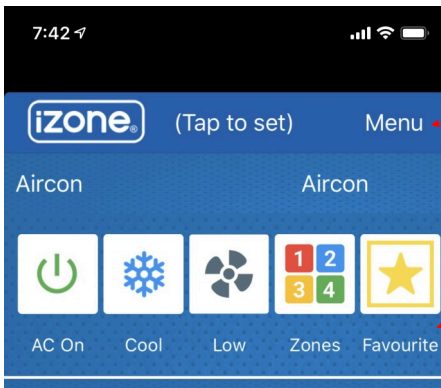 7:42
izone® (Tap to set) Menu
Aircon Aircon
1 2
3 4
AC On Cool Low Zones Favourite